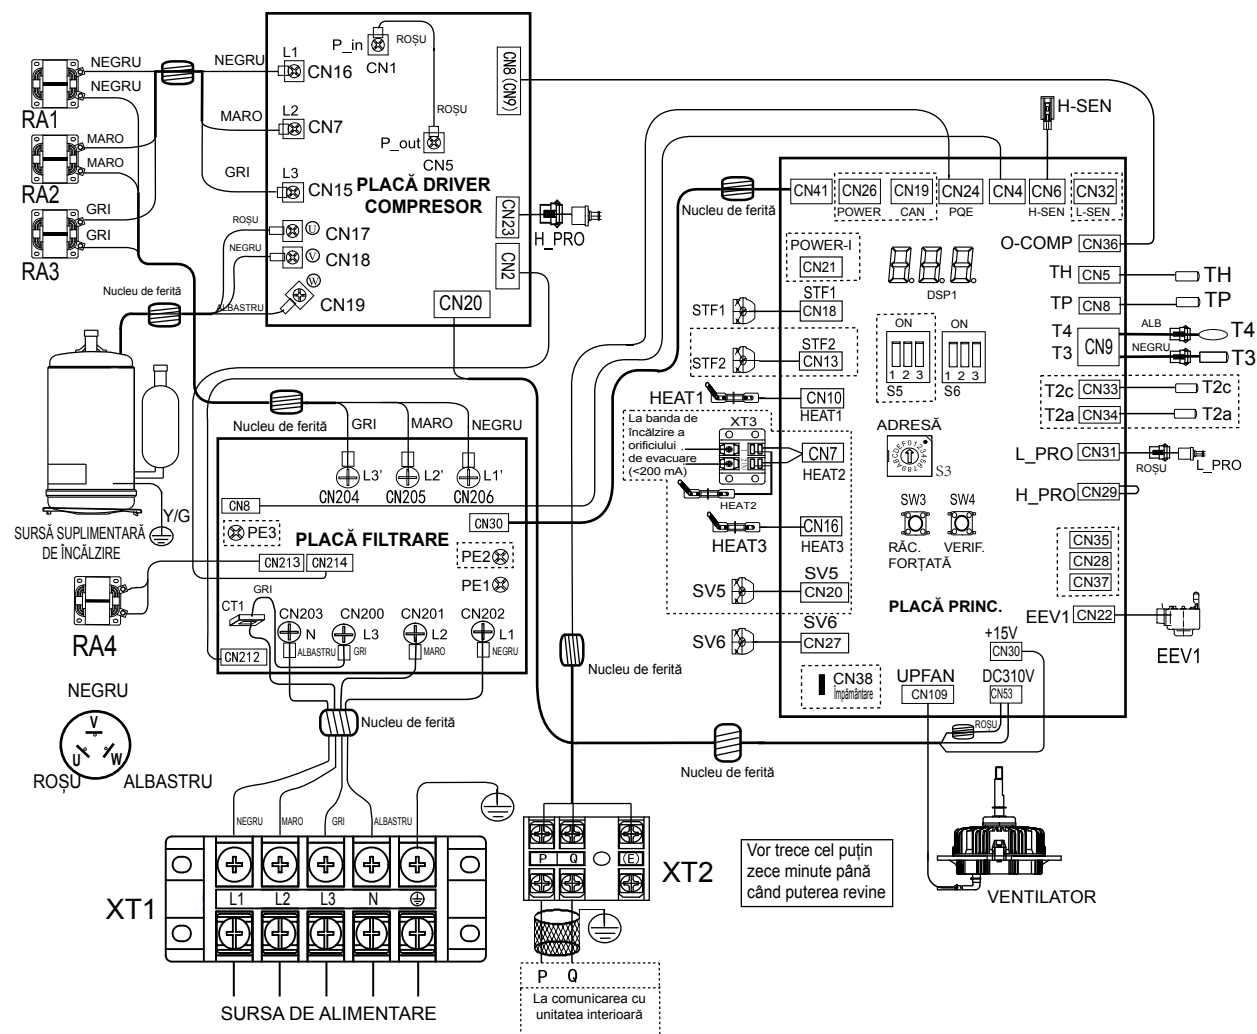 NEGRU
NEGRU
RA1
MARO
MARO
RA2
GRI
GRI
RA3
NEGRU
MARO
GRI
ROȘU
NEGRU
ALBASTRU
Nucleu de ferită
L1
CN16
L2
CN7
L3
CN15
U
CN17
V
CN18
W
CN19
P_in
CN1
ROȘU
ROȘU
P_out
CN5
PLACĂ DRIVER
COMPRESOR
CN8 (CN9)
CN23
CN2
CN20
H_PRO
Nucleu de ferită
H-SEN
CN41
CN26
CN19
CN24
CN4
CN6
CN32
POWER
CAN
PQE
H-SEN
L-SEN
POWER-I
CN21
DSP1
O-COMP
CN36
TH
CN5
TH
TP
CN8
TP
T4
T3
CN9
ALB
NEGRU
T4
T3
CN33
T2c
CN34
T2a
STF1
STF1
CN18
STF2
STF2
CN13
ON
1 2 3
S5
ON
1 2 3
S6
HEAT1
CN10
HEAT1
La banda de
încălzire a
orificiului
de evacuare
(<200 mA)
XT3
CN7
HEAT2
HEAT2
HEAT3
CN16
HEAT3
ADRESĂ
S3
SW3
RĂC.
FORȚATĂ
SW4
VERIF.
L_PRO
CN31
ROȘU
L_PRO
H_PRO
CN29
CN35
CN28
CN37
SV5
SV5
CN20
SV6
SV6
CN27
PLACĂ PRINC.
EEV1
CN22
EEV1
+15V
CN30
CN38
Împământare
UPFAN
CN109
DC310V
CN53
ROȘU
Nucleu de ferită
GRI
MARO
NEGRU
L3'
CN204
L2'
CN205
L1'
CN206
CN8
CN30
PE3
PLACĂ FILTRARE
PE2
PE1
CN213
CN214
CT1
GRI
CN203
N
ALBASTRU
CN200
L3
GRI
CN201
L2
MARO
CN202
L1
NEGRU
CN212
Y/G
SURSĂ SUPLIMENTARĂ
DE ÎNCĂLZIRE
RA4
Nucleu de ferită
Nucleu de ferită
Nucleu de ferită
NEGRU
V
U
W
ROȘU
ALBASTRU
NEGRU
MARO
GRI
ALBASTRU
XT1
L1
L2
L3
N
SURSA DE ALIMENTARE
P
Q
(E)
XT2
P Q
La comunicarea cu
unitatea interioară
Vor trece cel puțin
zece minute până
când puterea revine
VENTILATOR